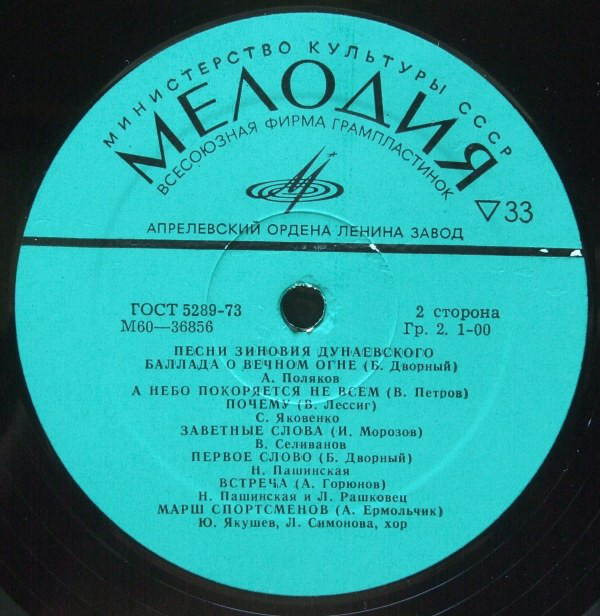 МИНИСТЕРСТВО КУЛЬТУРЫ СССР
МЕЛОДИЯ
ВСЕСОЮЗНАЯ ФИРМА ГРАМПЛАСТИНОК
▽33
АПРЕЛЕВСКИЙ ОРДЕНА ЛЕНИНА ЗАВОД
ГОСТ 5289-73 2 сторона
М60—36856 Гр. 2. 1-00
ПЕСНИ ЗИНОВИЯ ДУНАЕВСКОГО
БАЛЛАДА О ВЕЧНОМ ОГНЕ (Б. Дворный)
А. Поляков
А НЕБО ПОКОРЯЕТСЯ НЕ ВСЕМ (В. Петров)
ПОЧЕМУ (Б. Лессиг)
С. Яковенко
ЗАВЕТНЫЕ СЛОВА (И. Морозов)
В. Селиванов
ПЕРВОЕ СЛОВО (Б. Дворный)
Н. Пашинская
ВСТРЕЧА (А. Горюнов)
Н. Пашинская и Л. Рашковец
МАРШ СПОРТСМЕНОВ (А. Ермольчик)
Ю. Якушев, Л. Симонова, хор